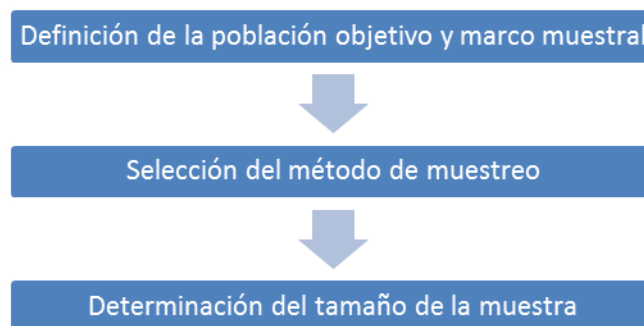 Definición de la población objetivo y marco muestral
Selección del método de muestreo
Determinación del tamaño de la muestra